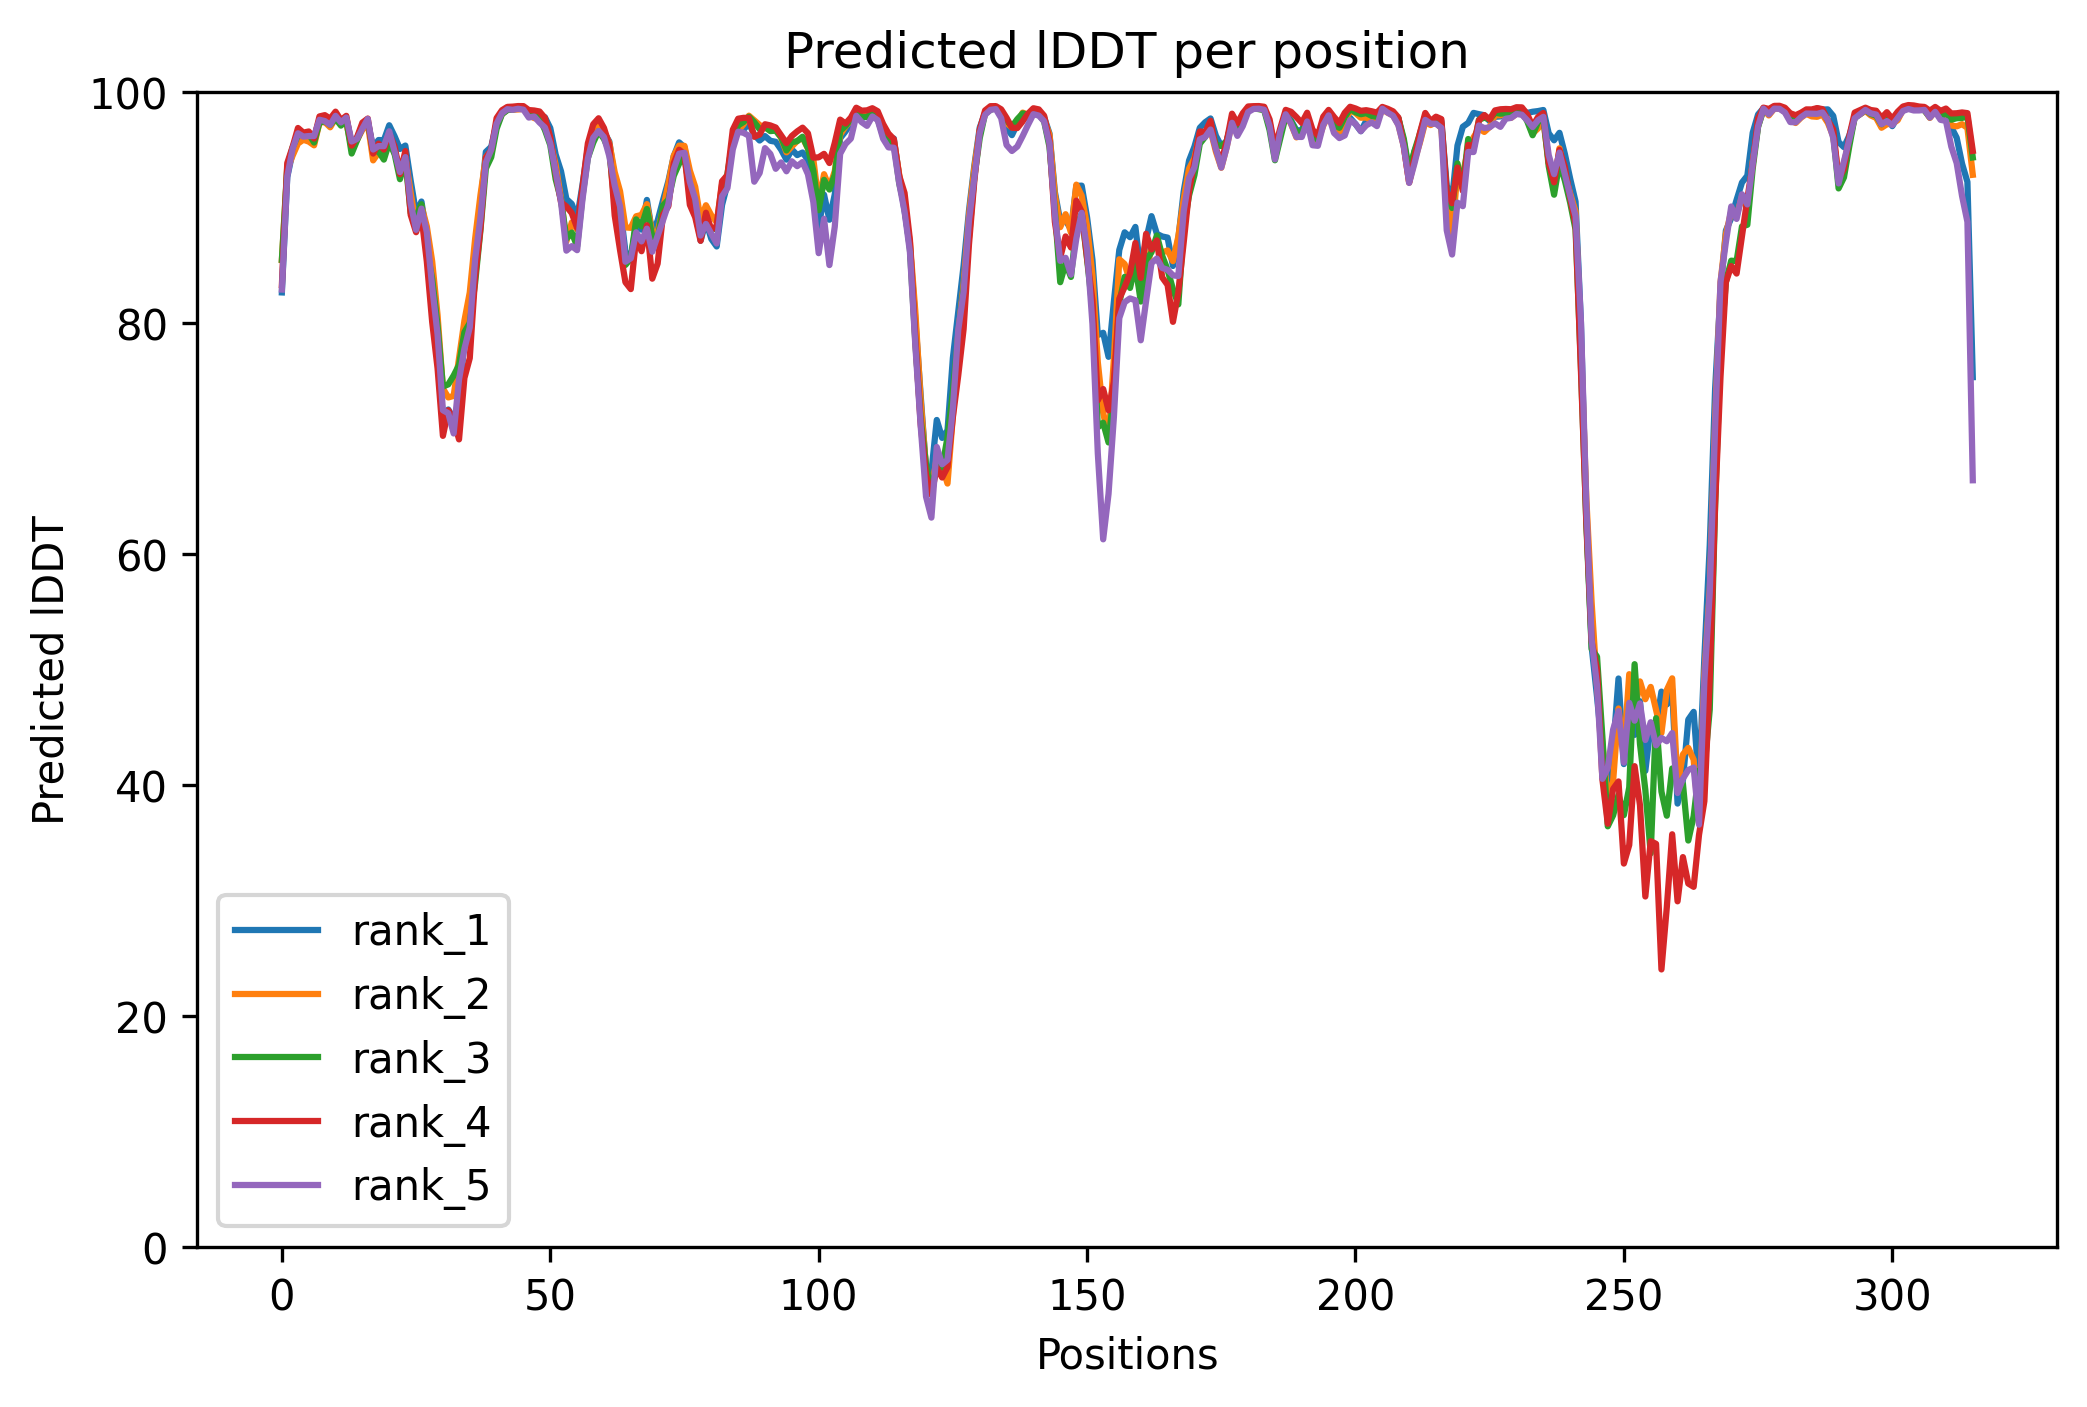 Predicted lDDT per position
100
80
60
40
20
0
Predicted lDDT
rank_1
rank_2
rank_3
rank_4
rank_5
0 50 100 150 200 250 300
Positions